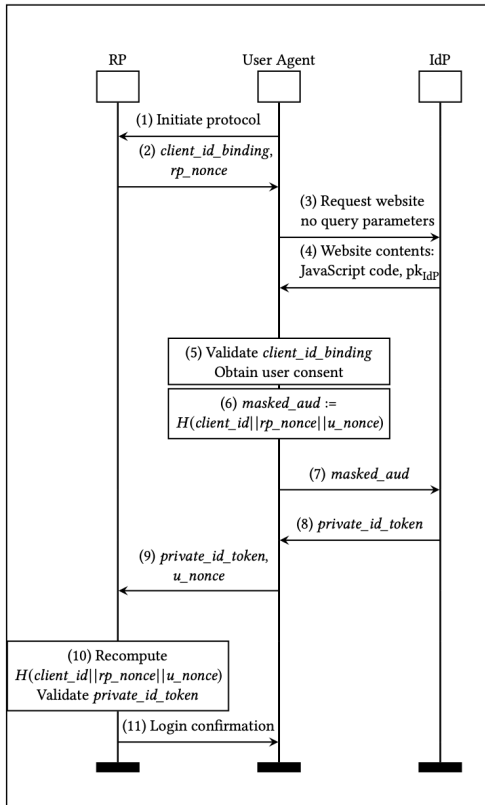 RP
User Agent
IdP
(1) Initiate protocol
(2) client_id_binding,
rp_nonce
(3) Request website
no query parameters
(4) Website contents:
JavaScript code, pk_IdP
(5) Validate client_id_binding
Obtain user consent
(6) masked_aud :=
H(client_id||rp_nonce||u_nonce)
(7) masked_aud
(8) private_id_token
(9) private_id_token,
u_nonce
(10) Recompute
H(client_id||rp_nonce||u_nonce)
Validate private_id_token
(11) Login confirmation